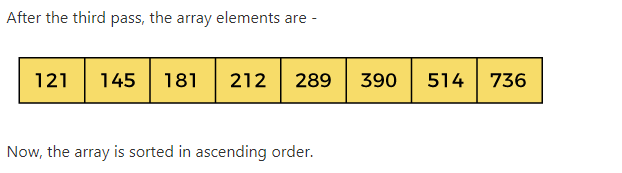 After the third pass, the array elements are -
121 145 181 212 289 390 514 736
Now, the array is sorted in ascending order.